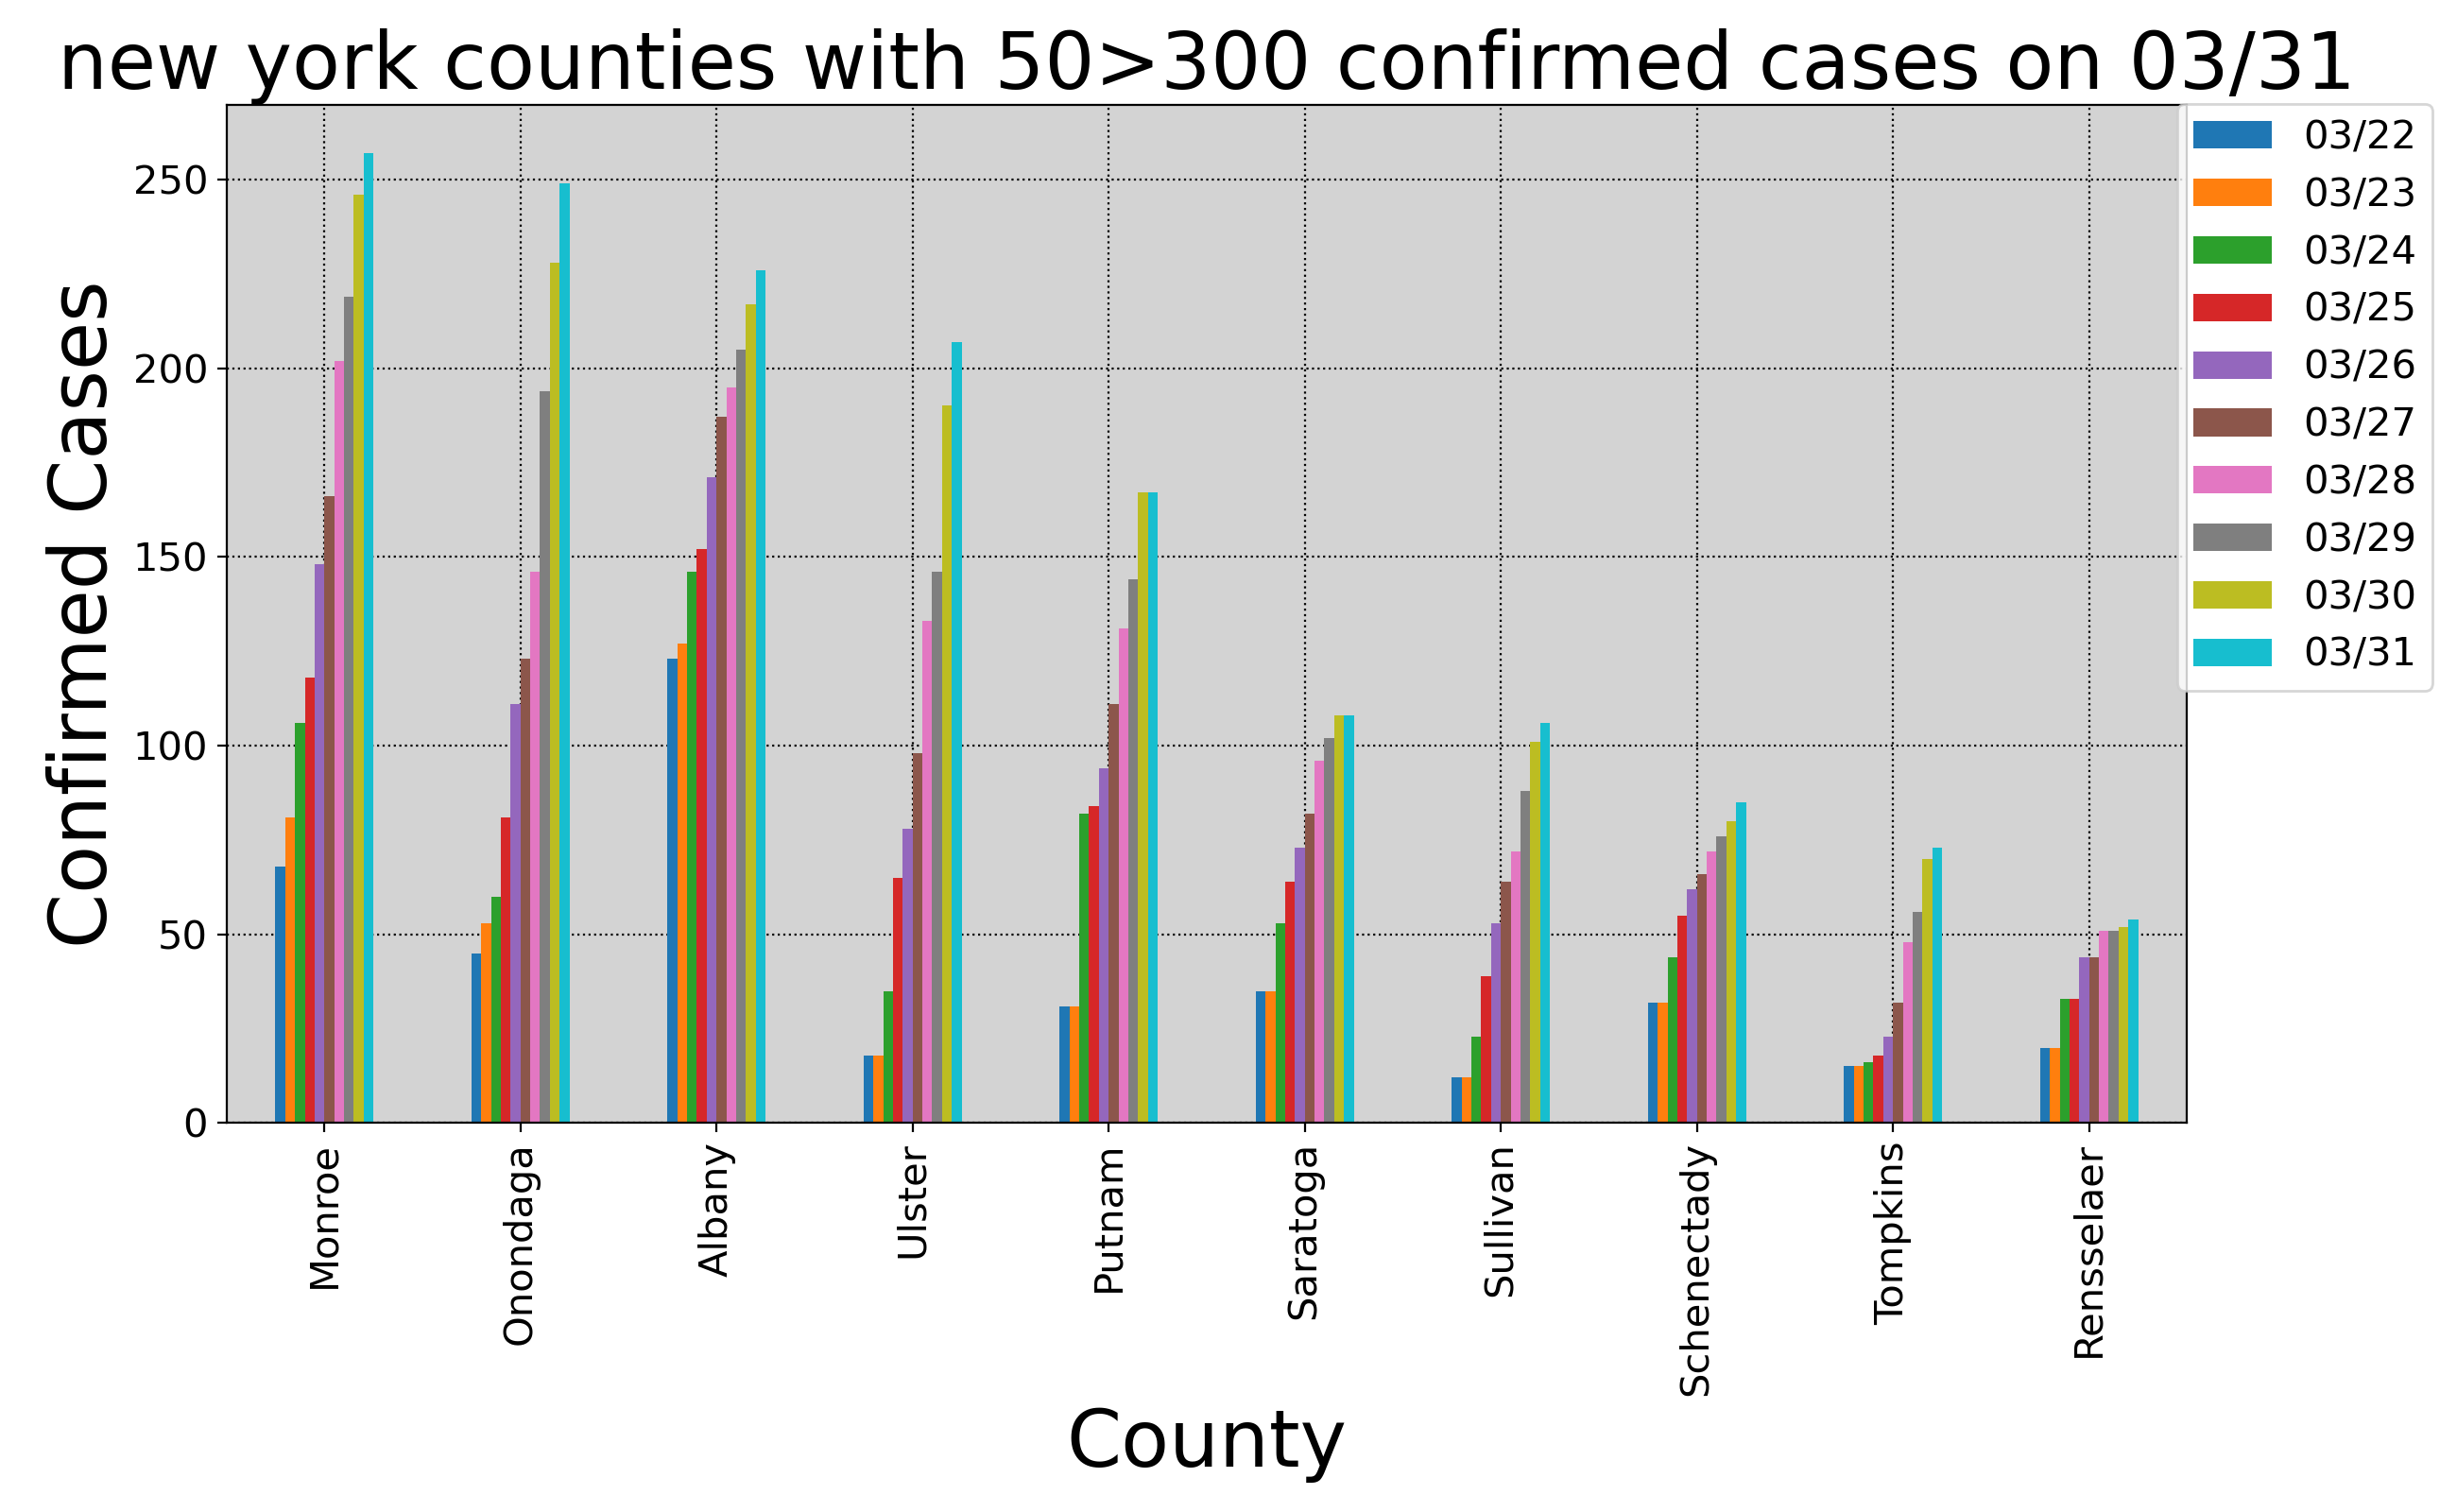 new york counties with 50>300 confirmed cases on 03/31
Confirmed Cases
250
200
150
100
50
0
03/22
03/23
03/24
03/25
03/26
03/27
03/28
03/29
03/30
03/31
Monroe
Onondaga
Albany
Ulster
Putnam
Saratoga
Sullivan
Schenectady
Tompkins
Rensselaer
County